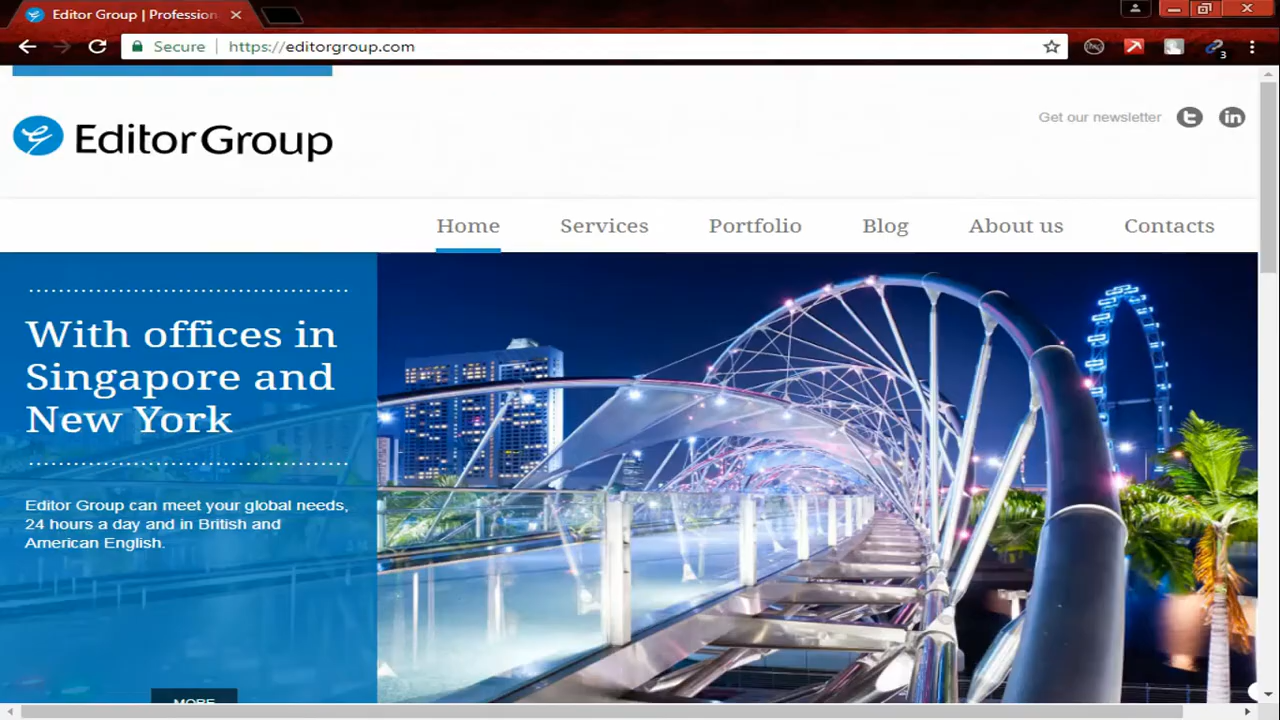 Editor Group | Profession
Secure
https://editorgroup.com
3
Editor Group
Get our newsletter
Home
Services
Portfolio
Blog
About us
Contacts
With offices in
Singapore and
New York
Editor Group can meet your global needs,
24 hours a day and in British and
American English.
MORE